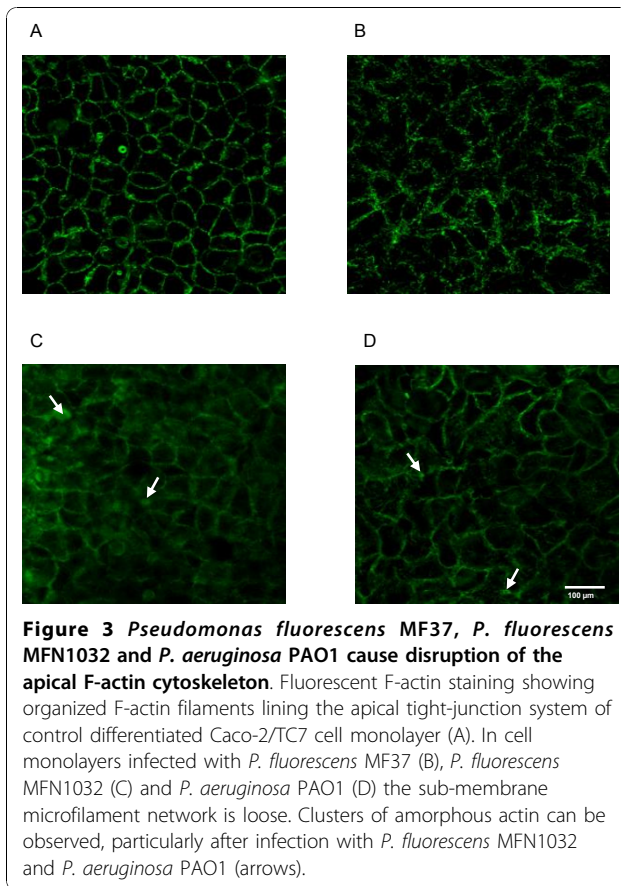 A
B
C
D
100 µm
Figure 3 Pseudomonas fluorescens MF37, P. fluorescens
MFN1032 and P. aeruginosa PAO1 cause disruption of the
apical F-actin cytoskeleton. Fluorescent F-actin staining showing
organized F-actin filaments lining the apical tight-junction system of
control differentiated Caco-2/TC7 cell monolayer (A). In cell
monolayers infected with P. fluorescens MF37 (B), P. fluorescens
MFN1032 (C) and P. aeruginosa PAO1 (D) the sub-membrane
microfilament network is loose. Clusters of amorphous actin can be
observed, particularly after infection with P. fluorescens MFN1032
and P. aeruginosa PAO1 (arrows).